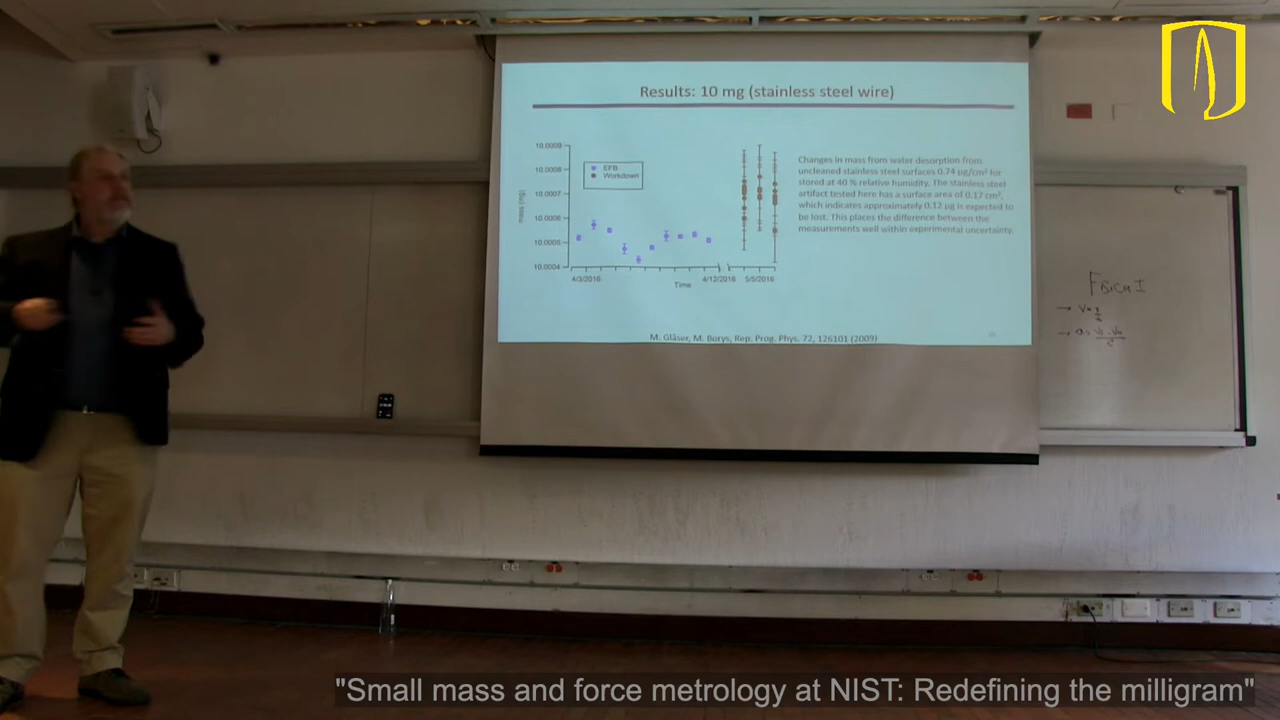 Results: 10 mg (stainless steel wire)
10.0009
10.0008
10.0007
10.0006
10.0005
10.0004
mass (mg)
EFB
Workdown
4/3/2016
4/12/2016
5/5/2016
Time
Changes in mass from water desorption from
uncleaned stainless steel surfaces 0.74 µg/cm² for
stored at 40 % relative humidity. The stainless steel
artifact tested here has a surface area of 0.17 cm²,
which indicates approximately 0.12 µg is expected to
be lost. This places the difference between the
measurements well within experimental uncertainty.
M. Gläser, M. Borys, Rep. Prog. Phys. 72, 126101 (2009)
"Small mass and force metrology at NIST: Redefining the milligram"